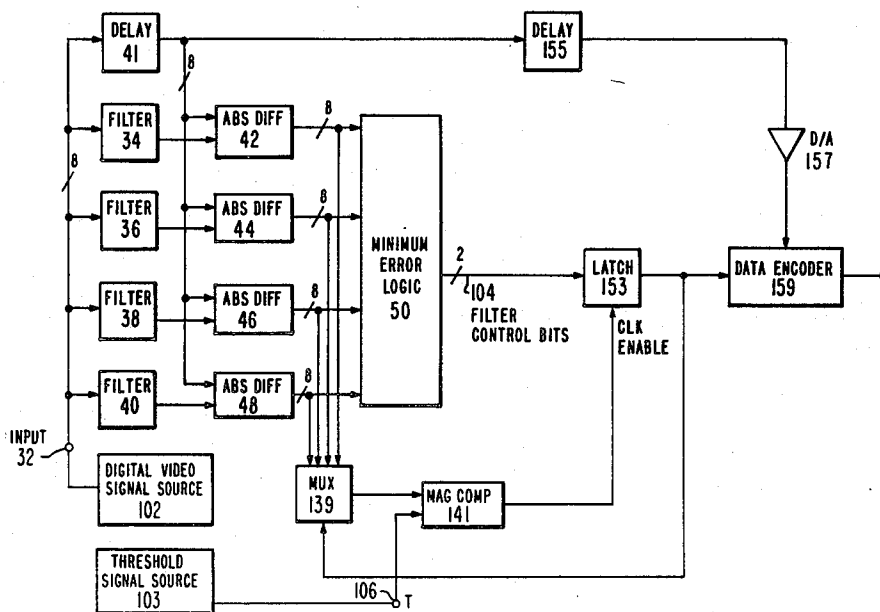 DELAY
41
DELAY
155
8
FILTER
34
ABS DIFF
42
8
D/A
157
8
FILTER
36
ABS DIFF
44
8
MINIMUM
ERROR
LOGIC
50
2
104
FILTER
CONTROL BITS
LATCH
153
DATA ENCODER
159
FILTER
38
ABS DIFF
46
8
CLK
ENABLE
FILTER
40
ABS DIFF
48
8
INPUT
32
DIGITAL VIDEO
SIGNAL SOURCE
102
MUX
139
MAG COMP
141
THRESHOLD
SIGNAL SOURCE
103
106
T